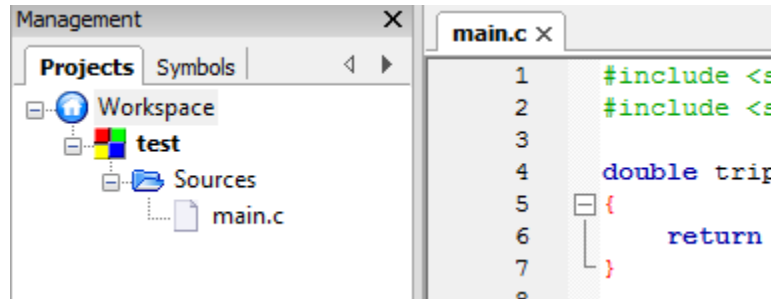 Management
Projects Symbols
Workspace
test
Sources
main.c
main.c
1 #include <s
2 #include <s
3
4 double trip
5 {
6 return
7 }
8